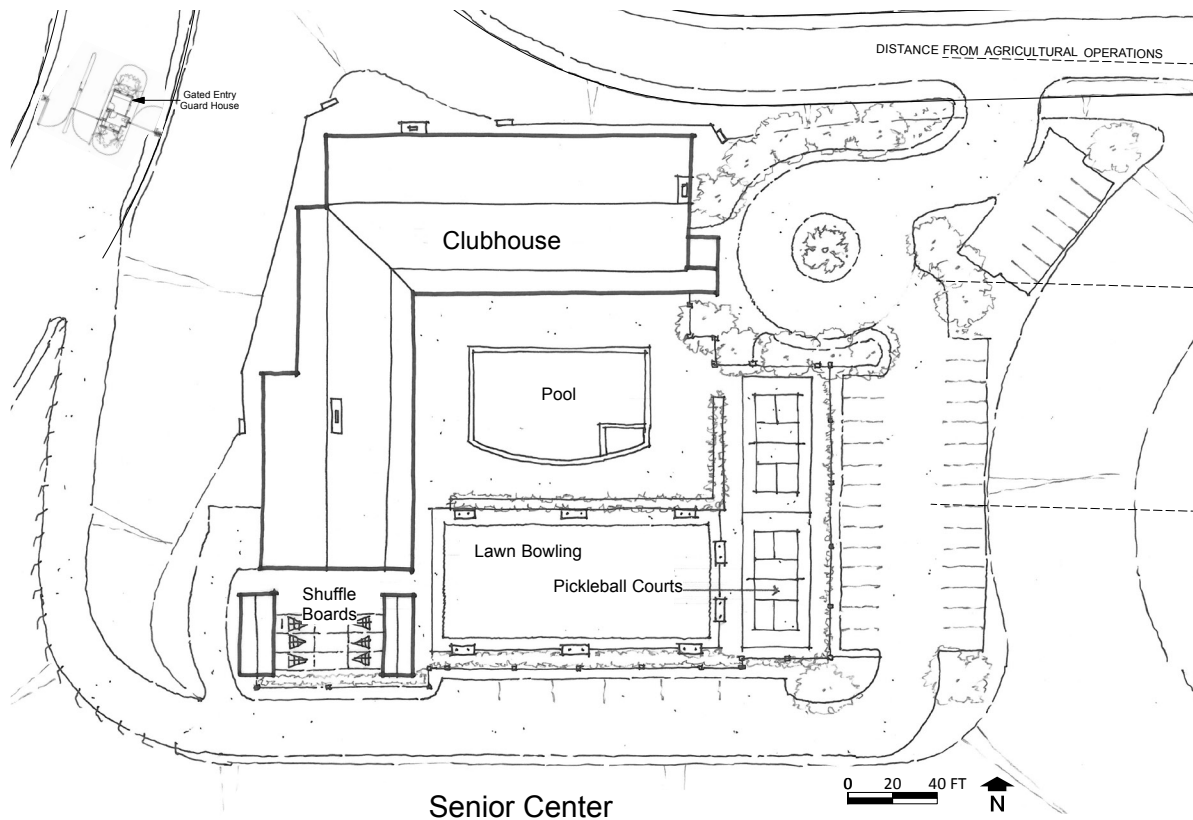 DISTANCE FROM AGRICULTURAL OPERATIONS
Gated Entry
Guard House
Clubhouse
Pool
Lawn Bowling
Pickleball Courts
Shuffle
Boards
0 20 40 FT
N
Senior Center